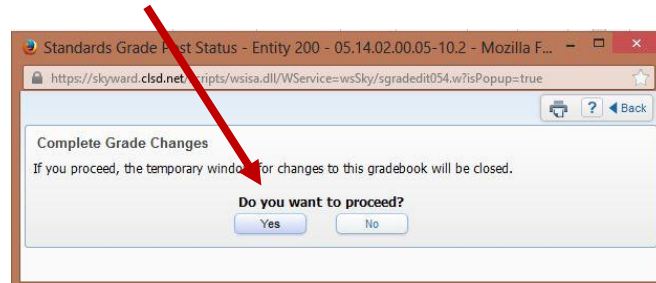 Standards Grade Post Status - Entity 200 - 05.14.02.00.05-10.2 - Mozilla F...
https://skyward.clsd.net/scripts/wsisa.dll/WService=wsSky/sgradedit054.w?isPopup=true
? Back
Complete Grade Changes
If you proceed, the temporary window for changes to this gradebook will be closed.
Do you want to proceed?
Yes No